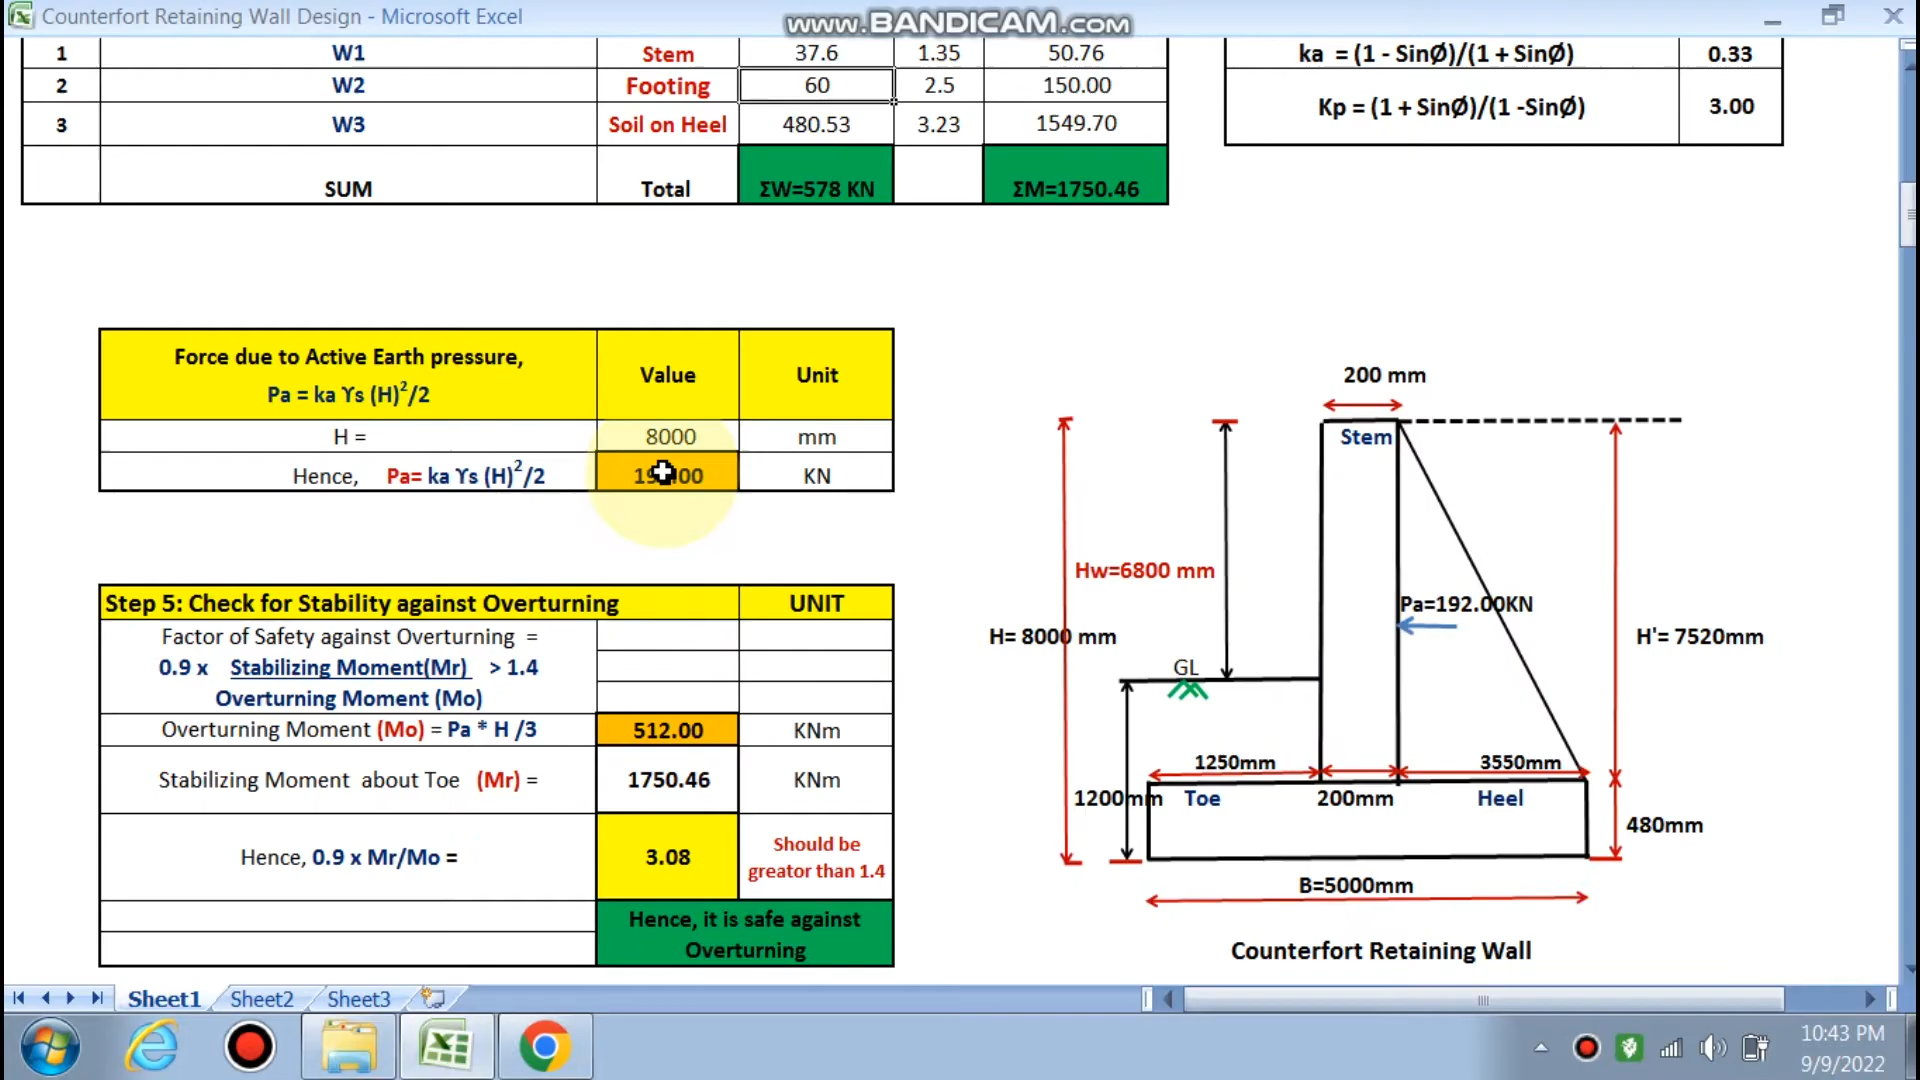 Counterfort Retaining Wall Design - Microsoft Excel
www.BANDICAM.com
1 W1 Stem 37.6 1.35 50.76
2 W2 Footing 60 2.5 150.00
3 W3 Soil on Heel 480.53 3.23 1549.70
SUM Total ΣW=578 KN ΣM=1750.46
ka = (1 - SinØ)/(1 + SinØ) 0.33
Kp = (1 + SinØ)/(1 -SinØ) 3.00
Force due to Active Earth pressure,
Pa = ka ϒs (H)²/2
Value Unit
H = 8000 mm
Hence, Pa= ka ϒs (H)²/2 KN
Step 5: Check for Stability against Overturning UNIT
Factor of Safety against Overturning =
0.9 x Stabilizing Moment(Mr) > 1.4
Overturning Moment (Mo)
Overturning Moment (Mo) = Pa * H /3 512.00 KNm
Stabilizing Moment about Toe (Mr) = 1750.46 KNm
Hence, 0.9 x Mr/Mo = 3.08
Should be
greator than 1.4
Hence, it is safe against
Overturning
200 mm
Stem
Hw=6800 mm
Pa=192.00KN
H= 8000 mm
H'= 7520mm
GL
1250mm
3550mm
1200mm
Toe
200mm
Heel
480mm
B=5000mm
Counterfort Retaining Wall
Sheet1 Sheet2 Sheet3
10:43 PM
9/9/2022